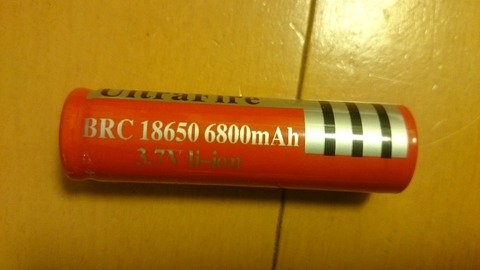 UltraFire
BRC 18650 6800mAh
3.7V li-ion